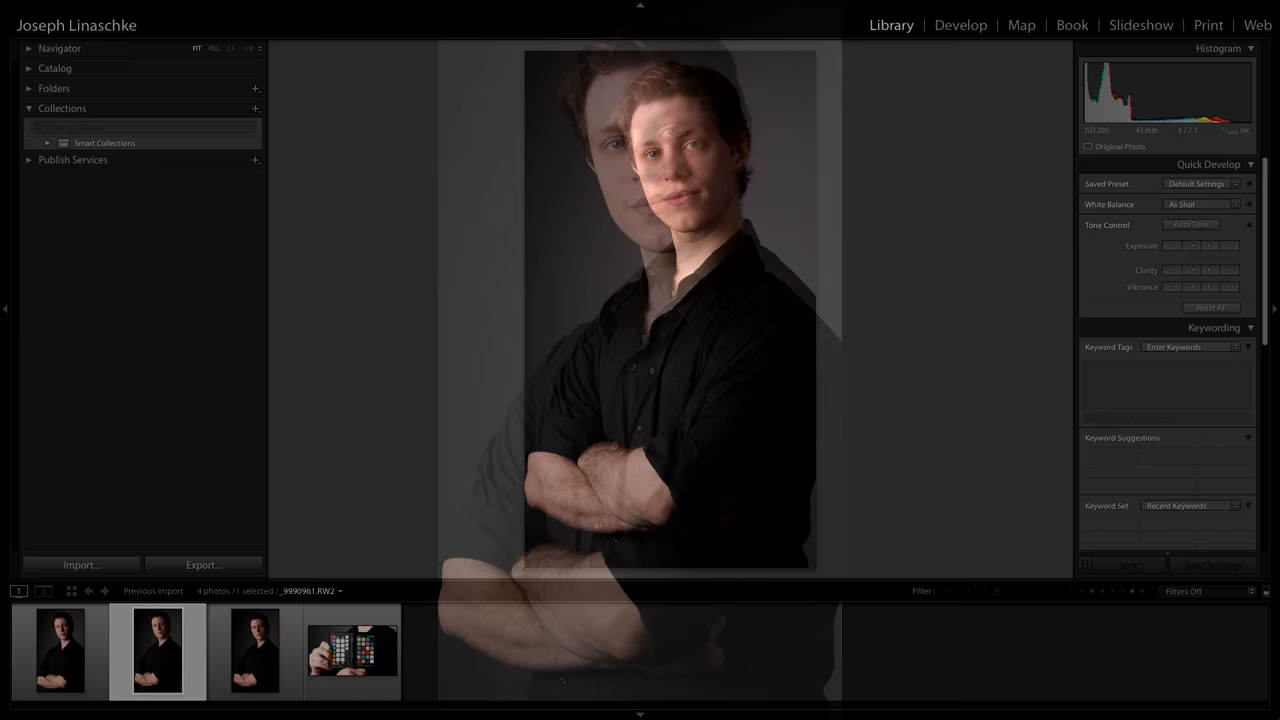 Joseph Linaschke
Library | Develop | Map | Book | Slideshow | Print | Web
Navigator FIT FILL 1:1
Catalog
Folders
Collections
Smart Collections
Publish Services
Import... Export...
Histogram
ISO 200 43 mm
Original Photo
Quick Develop
Saved Preset Default Settings
White Balance As Shot
Tone Control Auto Tone
Exposure
Clarity
Vibrance
Reset All
Keywording
Keyword Tags Enter Keywords
Keyword Suggestions
Keyword Set Recent Keywords
Sync Sync Settings
1 2 Previous Import 4 photos / 1 selected / _9990961.RW2 Filter : Filters Off